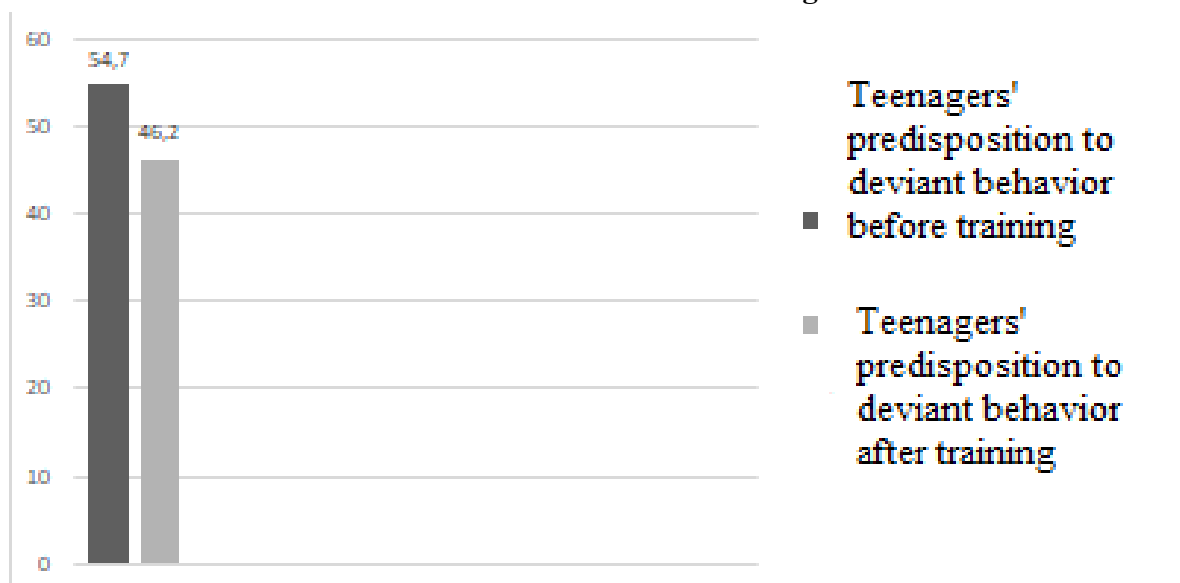 60
54,7
50
46,2
40
30
20
10
0
Teenagers'
predisposition to
deviant behavior
before training
Teenagers'
predisposition to
deviant behavior
after training